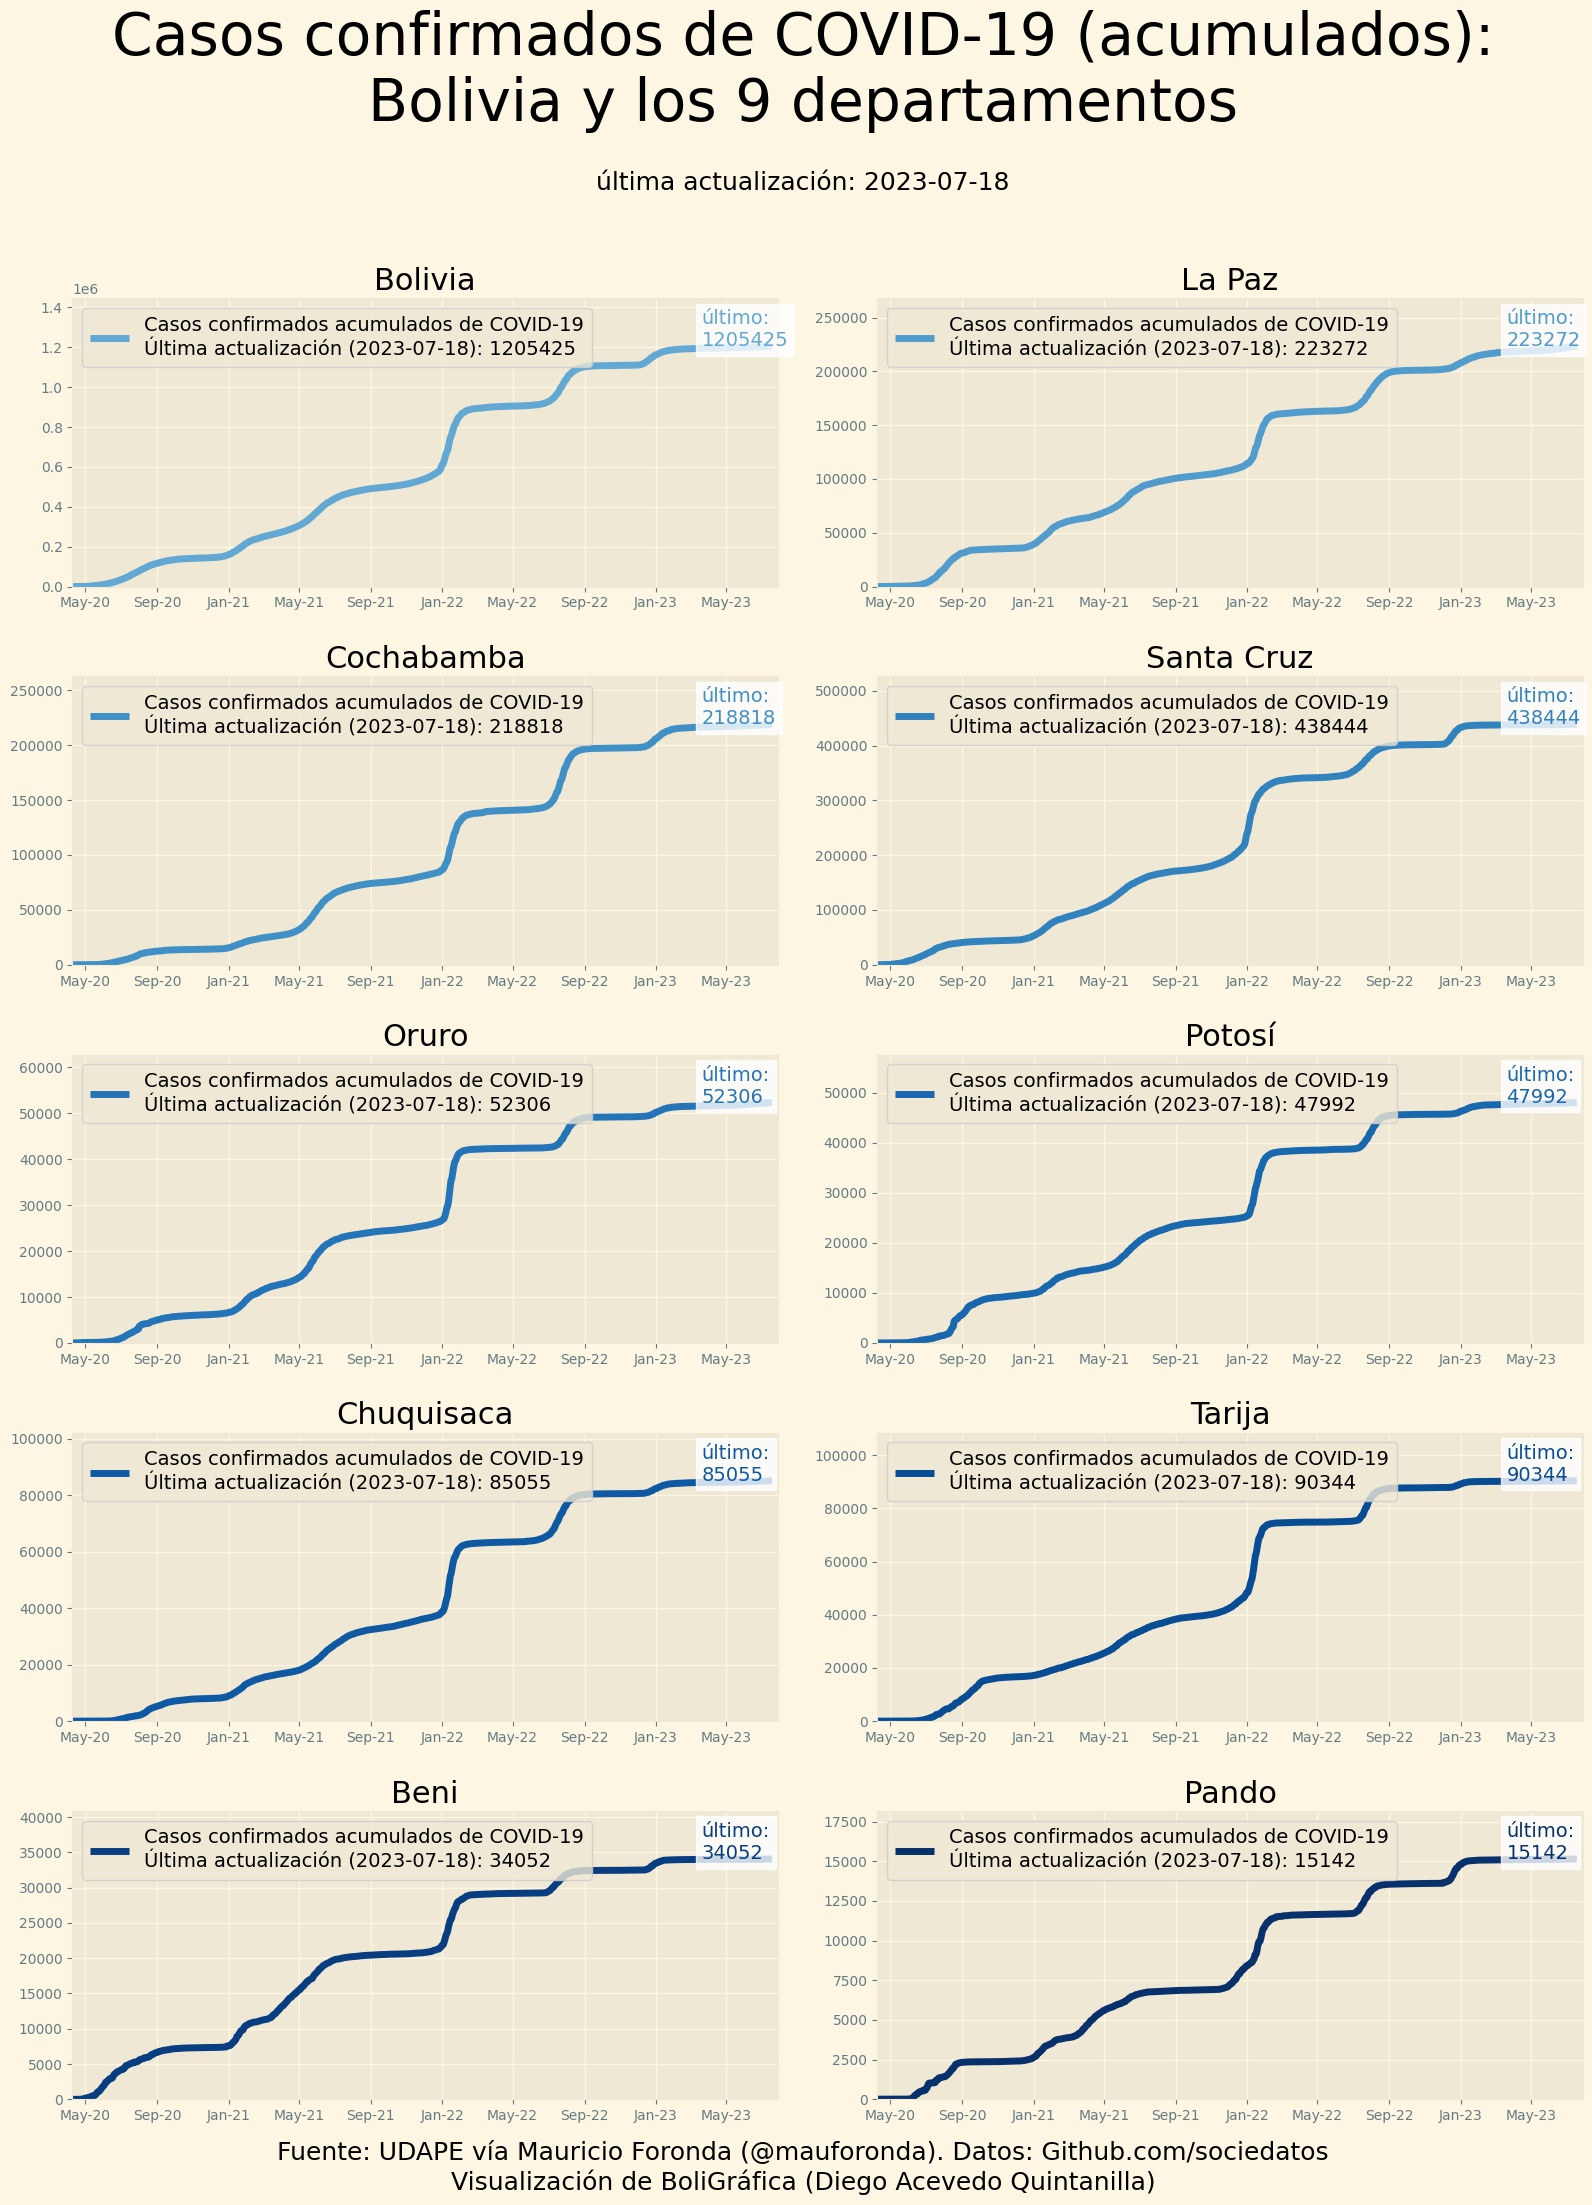 Casos confirmados de COVID-19 (acumulados):
Bolivia y los 9 departamentos
última actualización: 2023-07-18
Bolivia
1e6
1.4
1.2
1.0
0.8
0.6
0.4
0.2
0.0
Casos confirmados acumulados de COVID-19
Última actualización (2023-07-18): 1205425
último:
1205425
May-20 Sep-20 Jan-21 May-21 Sep-21 Jan-22 May-22 Sep-22 Jan-23 May-23
La Paz
250000
200000
150000
100000
50000
0
Casos confirmados acumulados de COVID-19
Última actualización (2023-07-18): 223272
último:
223272
May-20 Sep-20 Jan-21 May-21 Sep-21 Jan-22 May-22 Sep-22 Jan-23 May-23
Cochabamba
250000
200000
150000
100000
50000
0
Casos confirmados acumulados de COVID-19
Última actualización (2023-07-18): 218818
último:
218818
May-20 Sep-20 Jan-21 May-21 Sep-21 Jan-22 May-22 Sep-22 Jan-23 May-23
Santa Cruz
500000
400000
300000
200000
100000
0
Casos confirmados acumulados de COVID-19
Última actualización (2023-07-18): 438444
último:
438444
May-20 Sep-20 Jan-21 May-21 Sep-21 Jan-22 May-22 Sep-22 Jan-23 May-23
Oruro
60000
50000
40000
30000
20000
10000
0
Casos confirmados acumulados de COVID-19
Última actualización (2023-07-18): 52306
último:
52306
May-20 Sep-20 Jan-21 May-21 Sep-21 Jan-22 May-22 Sep-22 Jan-23 May-23
Potosí
50000
40000
30000
20000
10000
0
Casos confirmados acumulados de COVID-19
Última actualización (2023-07-18): 47992
último:
47992
May-20 Sep-20 Jan-21 May-21 Sep-21 Jan-22 May-22 Sep-22 Jan-23 May-23
Chuquisaca
100000
80000
60000
40000
20000
0
Casos confirmados acumulados de COVID-19
Última actualización (2023-07-18): 85055
último:
85055
May-20 Sep-20 Jan-21 May-21 Sep-21 Jan-22 May-22 Sep-22 Jan-23 May-23
Tarija
100000
80000
60000
40000
20000
0
Casos confirmados acumulados de COVID-19
Última actualización (2023-07-18): 90344
último:
90344
May-20 Sep-20 Jan-21 May-21 Sep-21 Jan-22 May-22 Sep-22 Jan-23 May-23
Beni
40000
35000
30000
25000
20000
15000
10000
5000
0
Casos confirmados acumulados de COVID-19
Última actualización (2023-07-18): 34052
último:
34052
May-20 Sep-20 Jan-21 May-21 Sep-21 Jan-22 May-22 Sep-22 Jan-23 May-23
Pando
17500
15000
12500
10000
7500
5000
2500
0
Casos confirmados acumulados de COVID-19
Última actualización (2023-07-18): 15142
último:
15142
May-20 Sep-20 Jan-21 May-21 Sep-21 Jan-22 May-22 Sep-22 Jan-23 May-23
Fuente: UDAPE vía Mauricio Foronda (@mauforonda). Datos: Github.com/sociedatos
Visualización de BoliGráfica (Diego Acevedo Quintanilla)